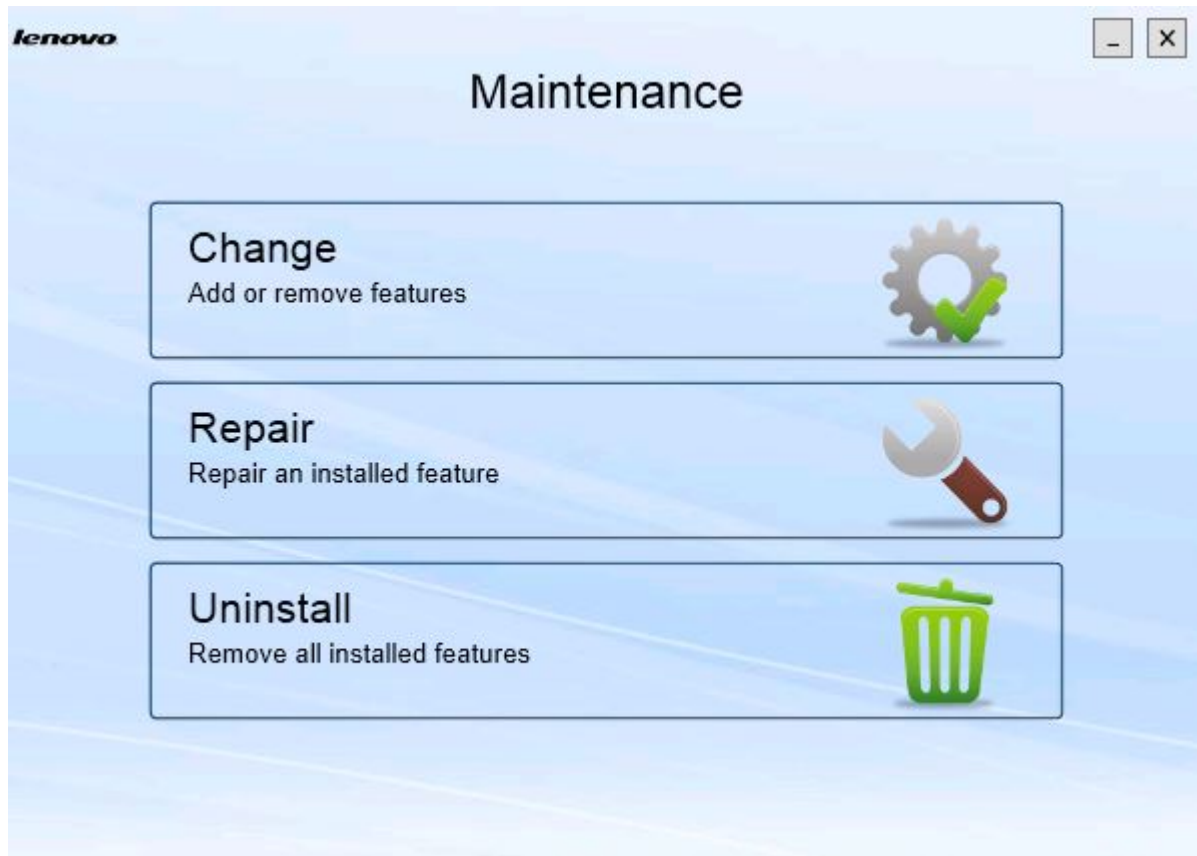 lenovo
Maintenance
Change
Add or remove features
Repair
Repair an installed feature
Uninstall
Remove all installed features